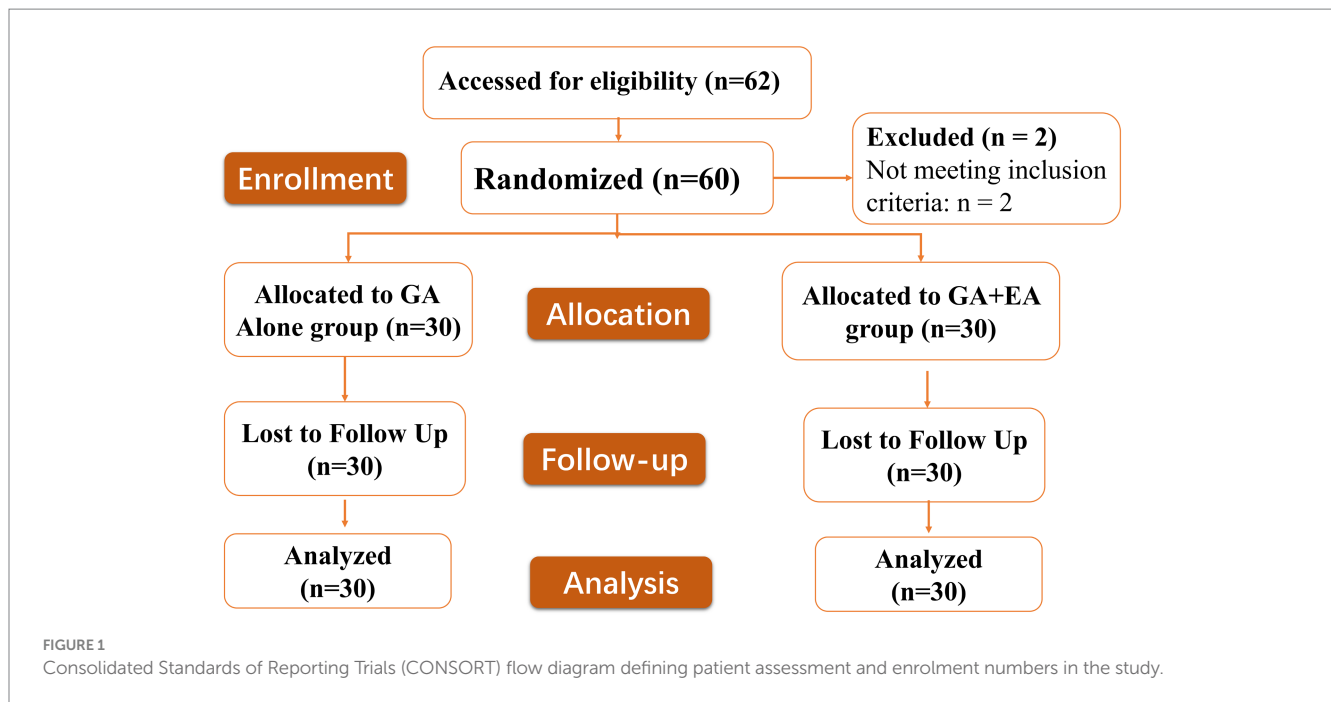 Accessed for eligibility (n=62)
Enrollment
Randomized (n=60)
Excluded (n = 2)
Not meeting inclusion
criteria: n = 2
Allocated to GA
Alone group (n=30)
Allocation
Allocated to GA+EA
group (n=30)
Lost to Follow Up
(n=30)
Follow-up
Lost to Follow Up
(n=30)
Analyzed
(n=30)
Analysis
Analyzed
(n=30)
FIGURE 1
Consolidated Standards of Reporting Trials (CONSORT) flow diagram defining patient assessment and enrolment numbers in the study.